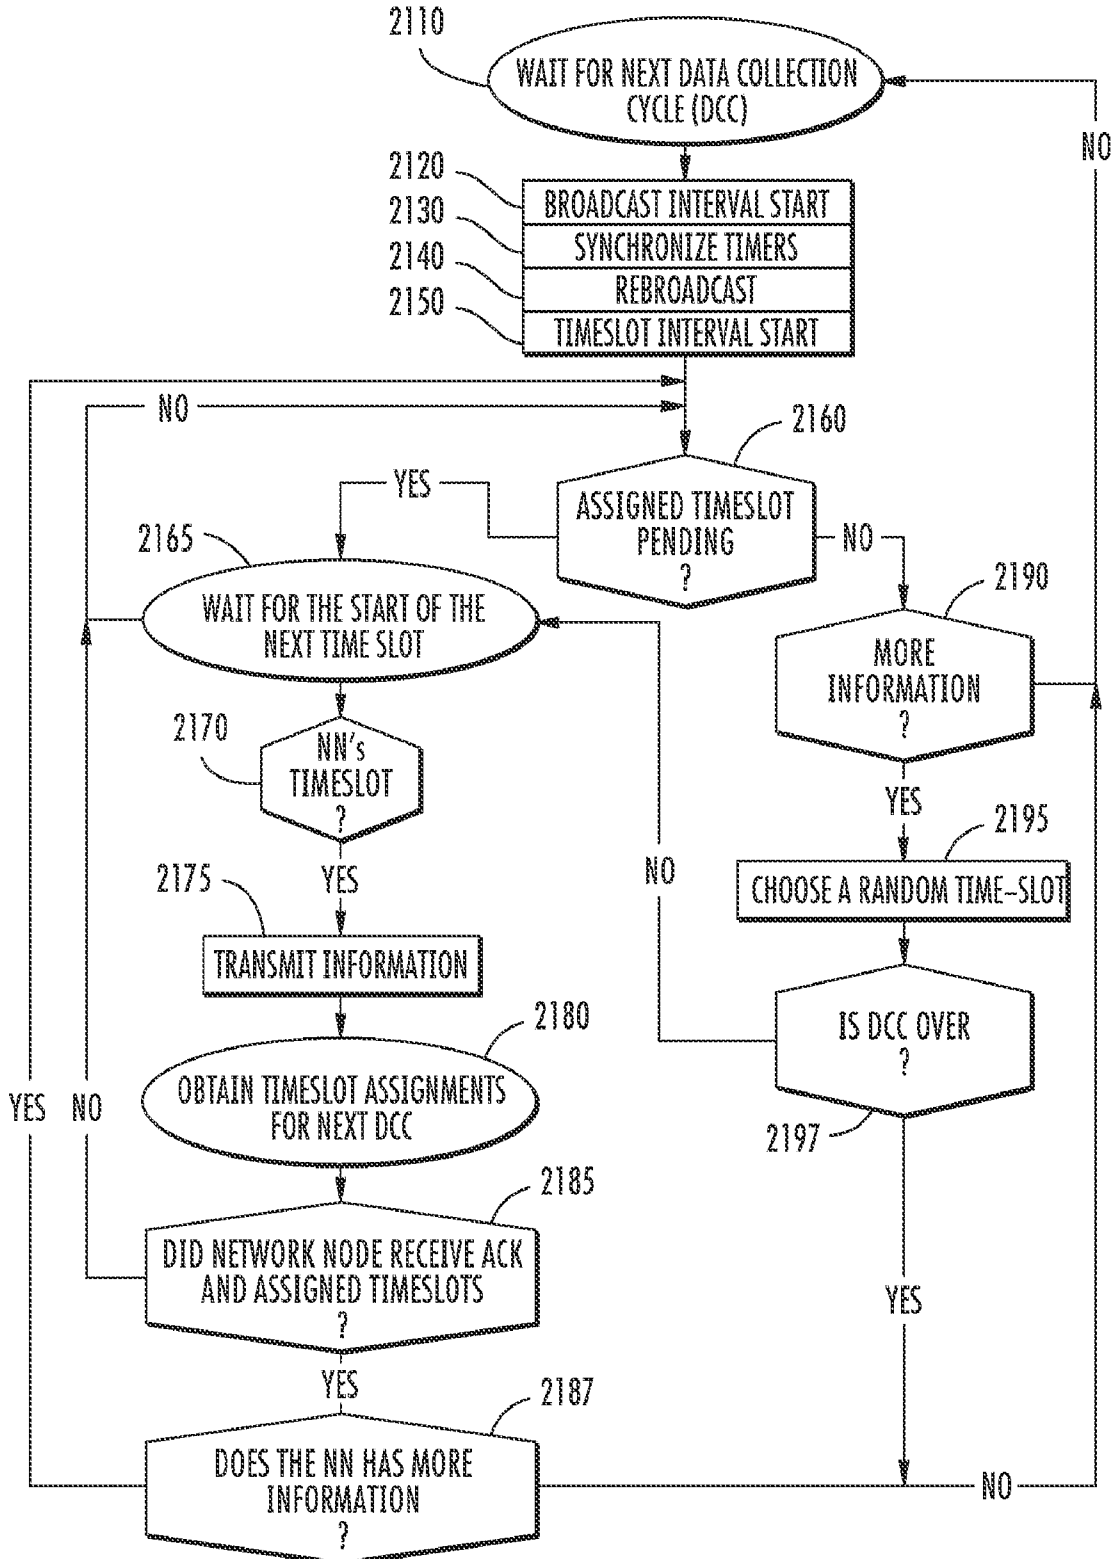 2110
WAIT FOR NEXT DATA COLLECTION
CYCLE (DCC)
NO
2120
BROADCAST INTERVAL START
2130
SYNCHRONIZE TIMERS
2140
REBROADCAST
2150
TIMESLOT INTERVAL START
NO
2160
YES
ASSIGNED TIMESLOT
PENDING
?
NO
2165
WAIT FOR THE START OF THE
NEXT TIME SLOT
2190
MORE
INFORMATION
?
2170
NN's
TIMESLOT
?
YES
2195
CHOOSE A RANDOM TIME-SLOT
NO
YES
2175
TRANSMIT INFORMATION
2180
OBTAIN TIMESLOT ASSIGNMENTS
FOR NEXT DCC
IS DCC OVER
?
2197
YES
NO
2185
DID NETWORK NODE RECEIVE ACK
AND ASSIGNED TIMESLOTS
?
YES
YES
2187
DOES THE NN HAS MORE
INFORMATION
?
NO